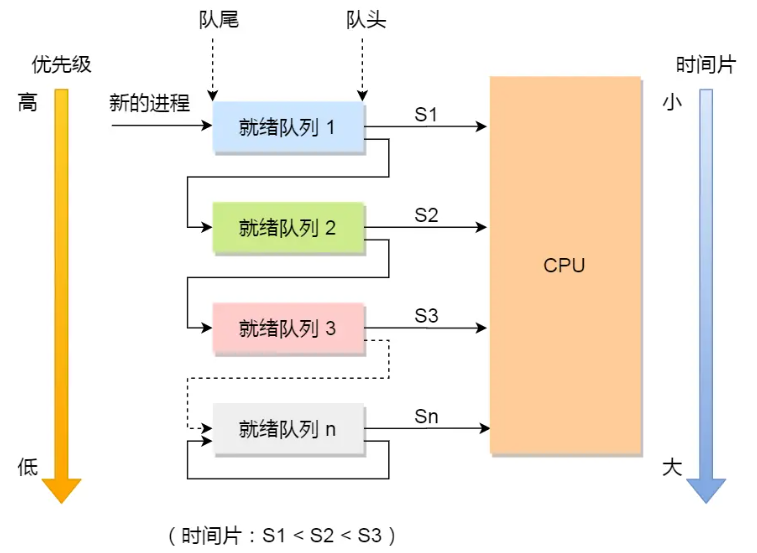 队尾
队头
优先级
时间片
高
新的进程
小
就绪队列 1
S1
就绪队列 2
S2
CPU
就绪队列 3
S3
就绪队列 n
Sn
低
大
（时间片：S1 < S2 < S3）